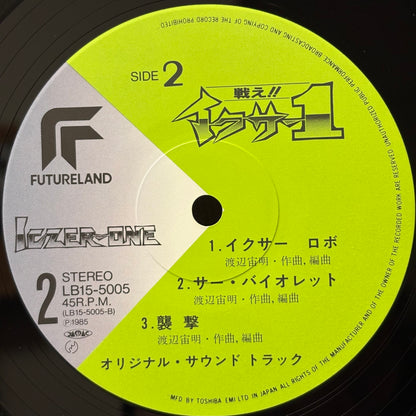 ALL RIGHTS OF THE MANUFACTURER AND OF THE OWNER OF THE RECORDED WORK RESERVED. UNAUTHORIZED PUBLIC PERFORMANCE BROADCASTING AND COPYING OF THE RECORD PROHIBITED
SIDE 2
戦え!!
イクサー1
FUTURELAND
ICZER-ONE
2
STEREO
LB15-5005
45R.P.M.
(LB15-5005-B)
Ⓟ1985
1.イクサー ロボ
渡辺宙明・作曲,編曲
2.サー・バイオレット
渡辺宙明・作曲,編曲
3.襲 撃
渡辺宙明・作曲,編曲
オリジナル・サウンド トラック
MFD BY TOSHIBA EMI LTD IN JAPAN